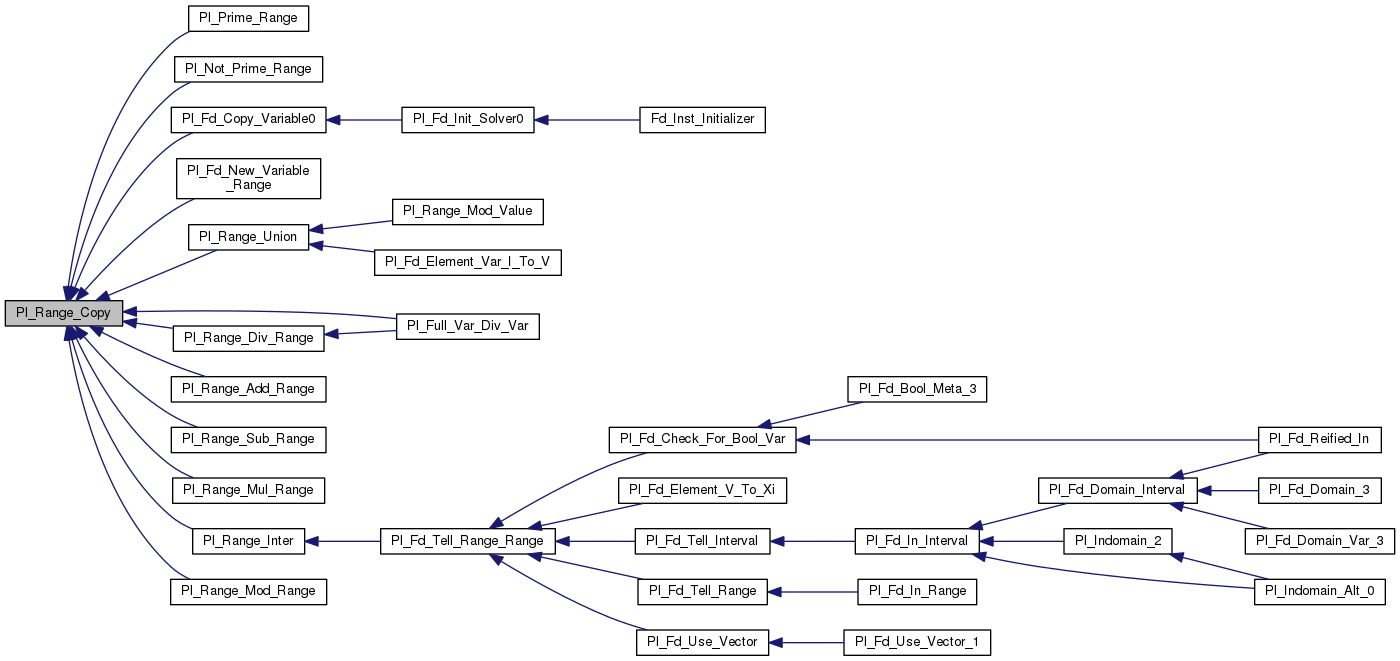 Pl_Prime_Range
Pl_Not_Prime_Range
Pl_Fd_Copy_Variable0
Pl_Fd_Init_Solver0
Fd_Inst_Initializer
Pl_Fd_New_Variable
_Range
Pl_Range_Mod_Value
Pl_Range_Union
Pl_Fd_Element_Var_I_To_V
Pl_Range_Copy
Pl_Full_Var_Div_Var
Pl_Range_Div_Range
Pl_Range_Add_Range
Pl_Fd_Bool_Meta_3
Pl_Range_Sub_Range
Pl_Fd_Check_For_Bool_Var
Pl_Fd_Reified_In
Pl_Range_Mul_Range
Pl_Fd_Element_V_To_Xi
Pl_Fd_Domain_Interval
Pl_Fd_Domain_3
Pl_Range_Inter
Pl_Fd_Tell_Range_Range
Pl_Fd_Tell_Interval
Pl_Fd_In_Interval
Pl_Indomain_2
Pl_Fd_Domain_Var_3
Pl_Range_Mod_Range
Pl_Fd_Tell_Range
Pl_Fd_In_Range
Pl_Indomain_Alt_0
Pl_Fd_Use_Vector
Pl_Fd_Use_Vector_1